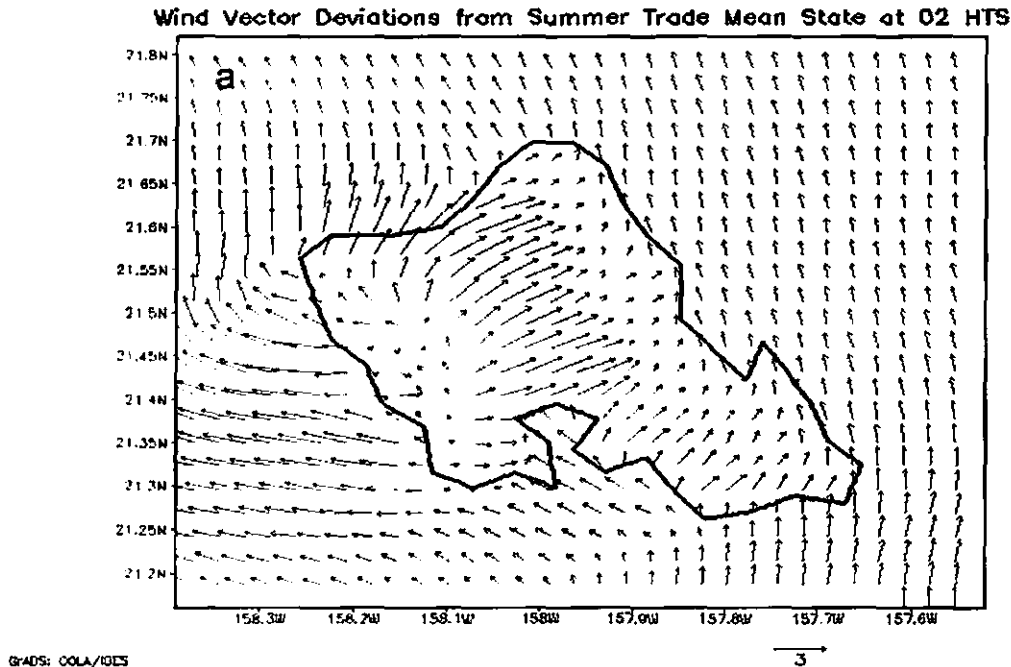 Wind Vector Deviations from Summer Trade Mean State at 02 HTS
a
21.8N
21.75N
21.7N
21.65N
21.6N
21.55N
21.5N
21.45N
21.4N
21.35N
21.3N
21.25N
21.2N
158.3W 158.2W 158.1W 158W 157.9W 157.8W 157.7W 157.6W
3
GrADS: COLA/IGES